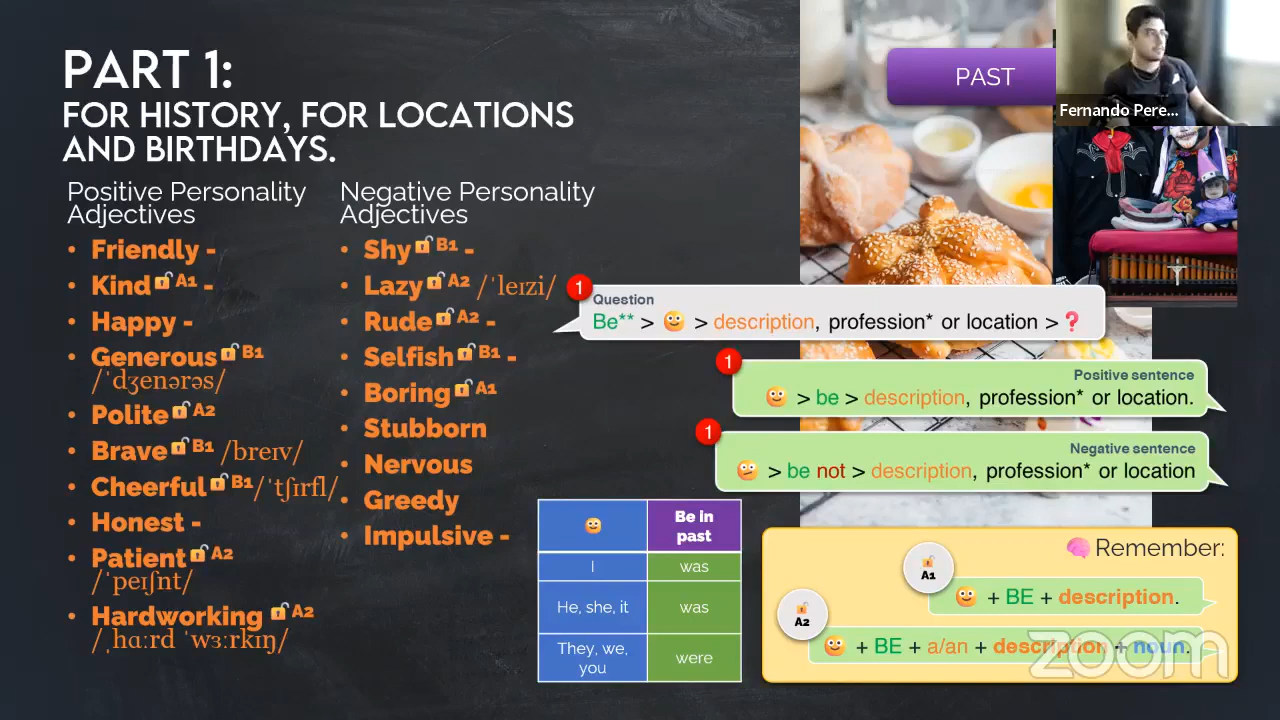 PART 1:
FOR HISTORY, FOR LOCATIONS
AND BIRTHDAYS.
Positive Personality
Adjectives
• Friendly -
• Kind🔓A1 -
• Happy -
• Generous🔓B1
/ˈdʒenərəs/
• Polite🔓A2
• Brave🔓B1 /breɪv/
• Cheerful🔓B1/ˈtʃɪrfl/
• Honest -
• Patient🔓A2
/ˈpeɪʃnt/
• Hardworking 🔓A2
/ˌhɑːrd ˈwɜːrkɪŋ/
Negative Personality
Adjectives
• Shy🔓B1 -
• Lazy🔓A2 /ˈleɪzi/
• Rude🔓A2 -
• Selfish🔓B1 -
• Boring🔓A1
• Stubborn
• Nervous
• Greedy
• Impulsive -
PAST
Fernando Pere...
1
Question
Be** > 🙂 > description, profession* or location > ❓
1
Positive sentence
🙂 > be > description, profession* or location.
1
Negative sentence
🫤 > be not > description, profession* or location
🙂 Be in
past
I was
He, she, it was
They, we,
you were
🧠 Remember:
🔓
A1
🙂 + BE + description.
🔓
A2
🙂 + BE + a/an + description + noun.
zoom